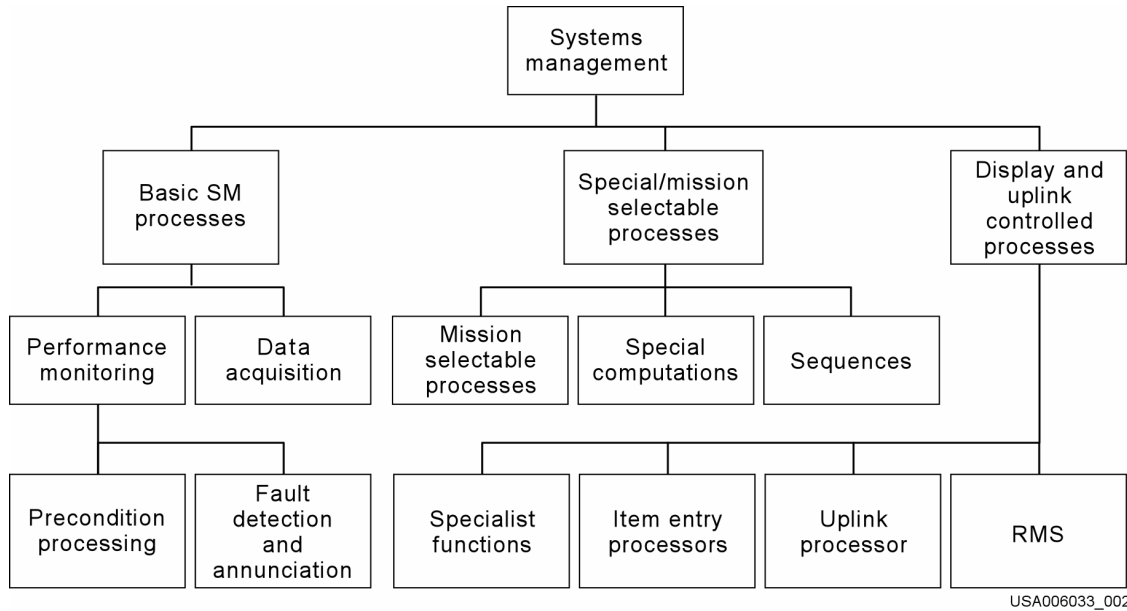 Systems
management
Basic SM
processes
Special/mission
selectable
processes
Display and
uplink
controlled
processes
Performance
monitoring
Data
acquisition
Mission
selectable
processes
Special
computations
Sequences
Precondition
processing
Fault
detection
and
annunciation
Specialist
functions
Item entry
processors
Uplink
processor
RMS
USA006033_002